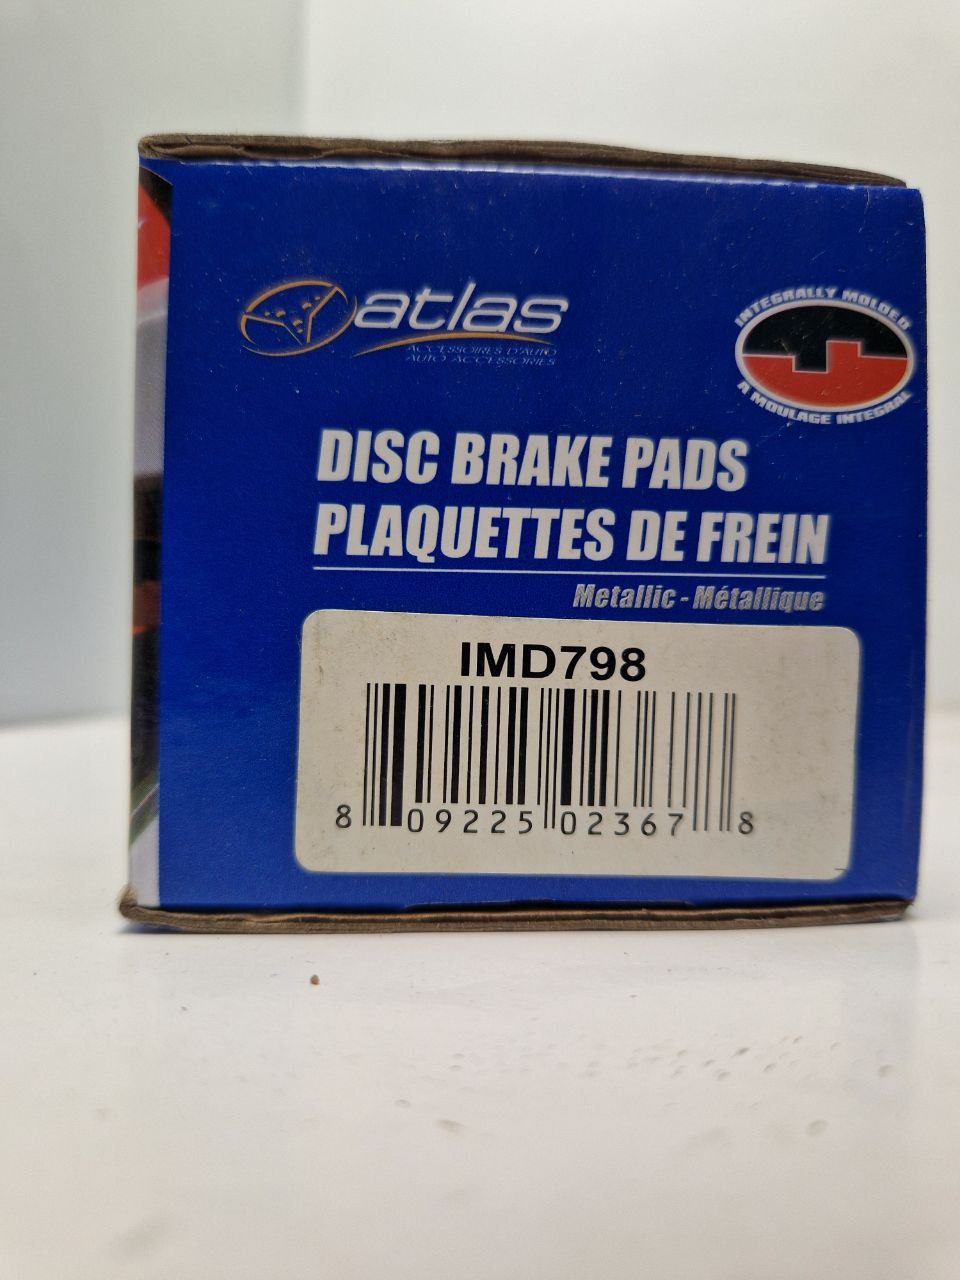 atlas
ACCESSOIRES D'AUTO
AUTO ACCESSORIES
INTEGRALLY MOLDED
A MOULAGE INTEGRAL
DISC BRAKE PADS
PLAQUETTES DE FREIN
Metallic - Métallique
IMD798
8 09225 02367 8